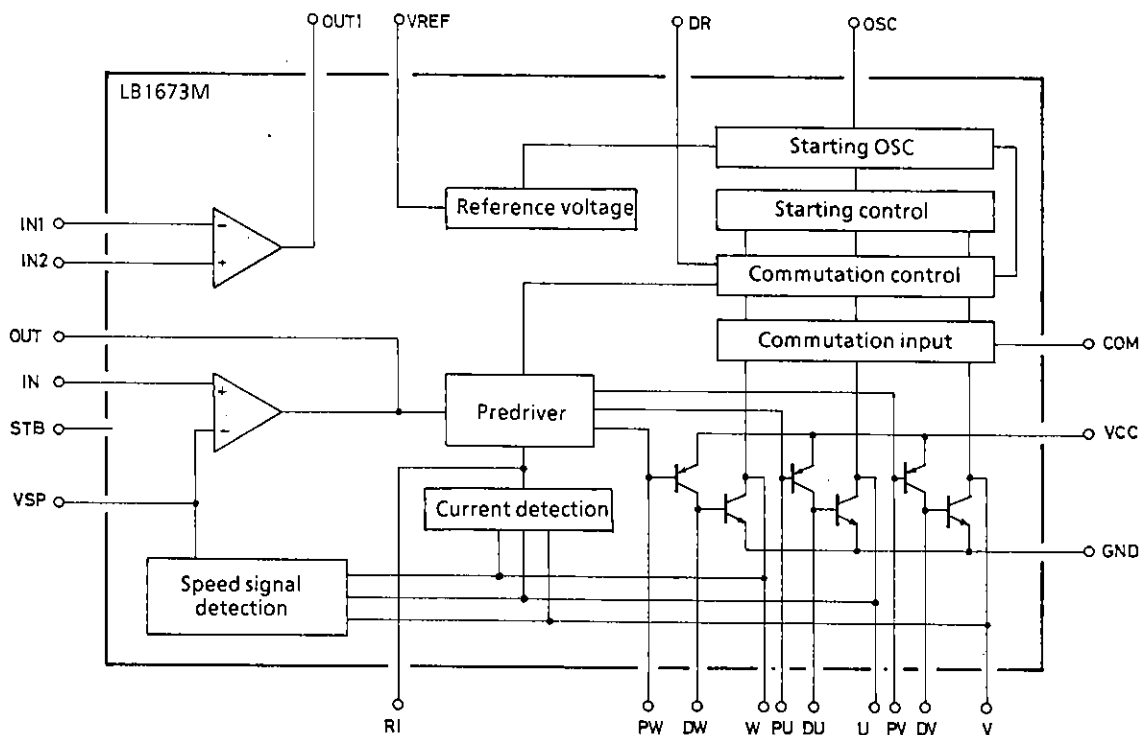 OUT1 VREF DR OSC
LB1673M
Starting OSC
Reference voltage
Starting control
IN1
IN2
Commutation control
OUT
Commutation input
COM
IN
Predriver
STB
VCC
VSP
Current detection
GND
Speed signal
detection
RI PW DW W PU DU U PV DV V